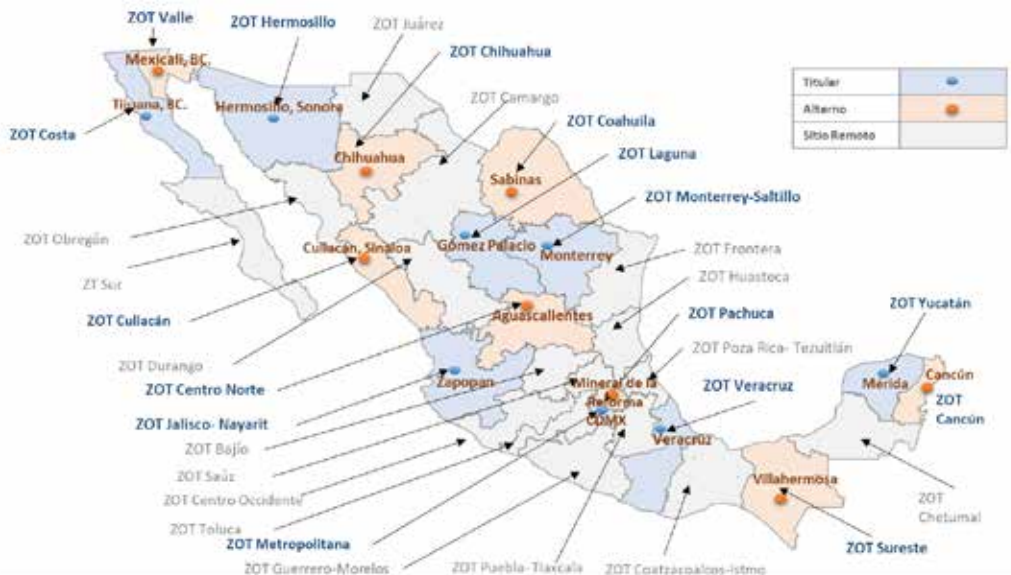 ZOT Valle
ZOT Hermosillo
ZOT Juárez
ZOT Chihuahua
Mexicali, BC.
ZOT Camargo
Titular
Tijuana, BC.
Hermosillo, Sonora
Alterno
ZOT Costa
ZOT Coahuila
Sitio Remoto
Chihuahua
ZOT Laguna
Sabinas
ZOT Monterrey-Saltillo
ZOT Obregón
Culiacán, Sinaloa
Gómez Palacio
Monterrey
ZOT Frontera
ZT Sur
ZOT Huasteca
ZOT Culiacán
Aguascalientes
ZOT Pachuca
ZOT Yucatán
ZOT Durango
ZOT Poza Rica- Tezuitlán
ZOT Centro Norte
Zapopan
Mineral de la
Reforma
ZOT Veracruz
Mérida
Cancún
ZOT
Cancún
CDMX
ZOT Jalisco- Nayarit
Veracruz
ZOT Bajío
ZOT Saúz
Villahermosa
ZOT Centro Occidente
ZOT
Chetumal
ZOT Toluca
ZOT Metropolitana
ZOT Sureste
ZOT Guerrero-Morelos
ZOT Puebla- Tlaxcala
ZOT Coatzacoalcos-Istmo